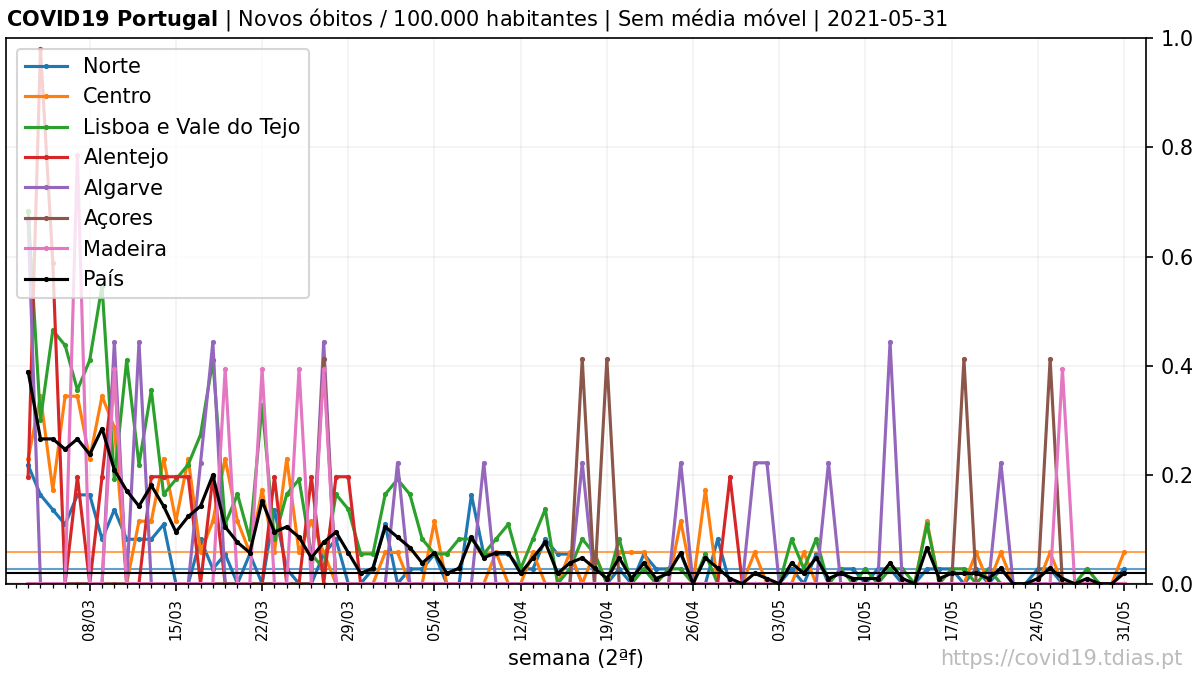 COVID19 Portugal | Novos óbitos / 100.000 habitantes | Sem média móvel | 2021-05-31
Norte
Centro
Lisboa e Vale do Tejo
Alentejo
Algarve
Açores
Madeira
País
1.0
0.8
0.6
0.4
0.2
0.0
08/03
15/03
22/03
29/03
05/04
12/04
19/04
26/04
03/05
10/05
17/05
24/05
31/05
semana (2ªf)
https://covid19.tdias.pt